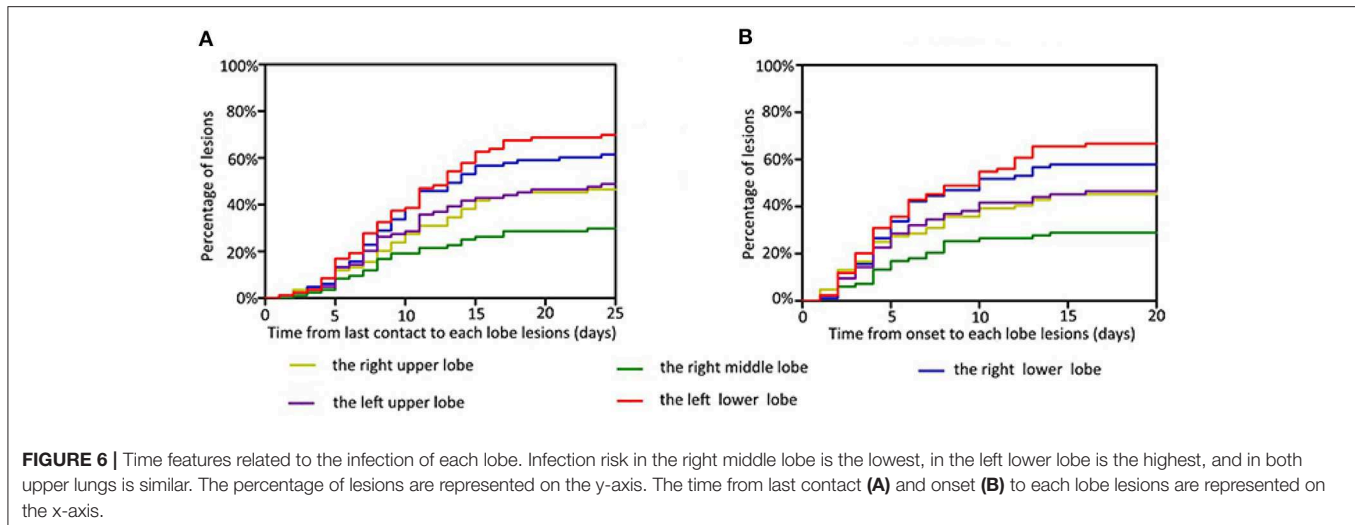 A
B
100%
80%
60%
40%
20%
0%
Percentage of lesions
0 5 10 15 20 25
Time from last contact to each lobe lesions (days)
100%
80%
60%
40%
20%
0%
Percentage of lesions
0 5 10 15 20
Time from onset to each lobe lesions (days)
the right upper lobe
the right middle lobe
the right lower lobe
the left upper lobe
the left lower lobe
FIGURE 6 | Time features related to the infection of each lobe. Infection risk in the right middle lobe is the lowest, in the left lower lobe is the highest, and in both
upper lungs is similar. The percentage of lesions are represented on the y-axis. The time from last contact (A) and onset (B) to each lobe lesions are represented on
the x-axis.